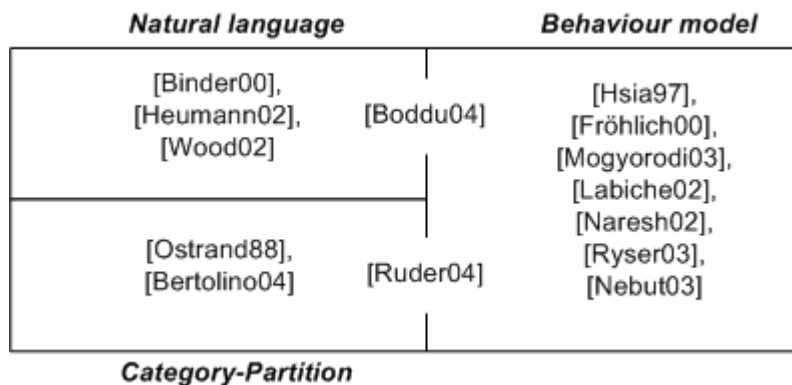 Natural language
Behaviour model
[Binder00],
[Heumann02],
[Wood02]
[Boddu04]
[Hsia97],
[Fröhlich00],
[Mogyorodi03],
[Labiche02],
[Naresh02],
[Ryser03],
[Nebut03]
[Ostrand88],
[Bertolino04]
[Ruder04]
Category-Partition